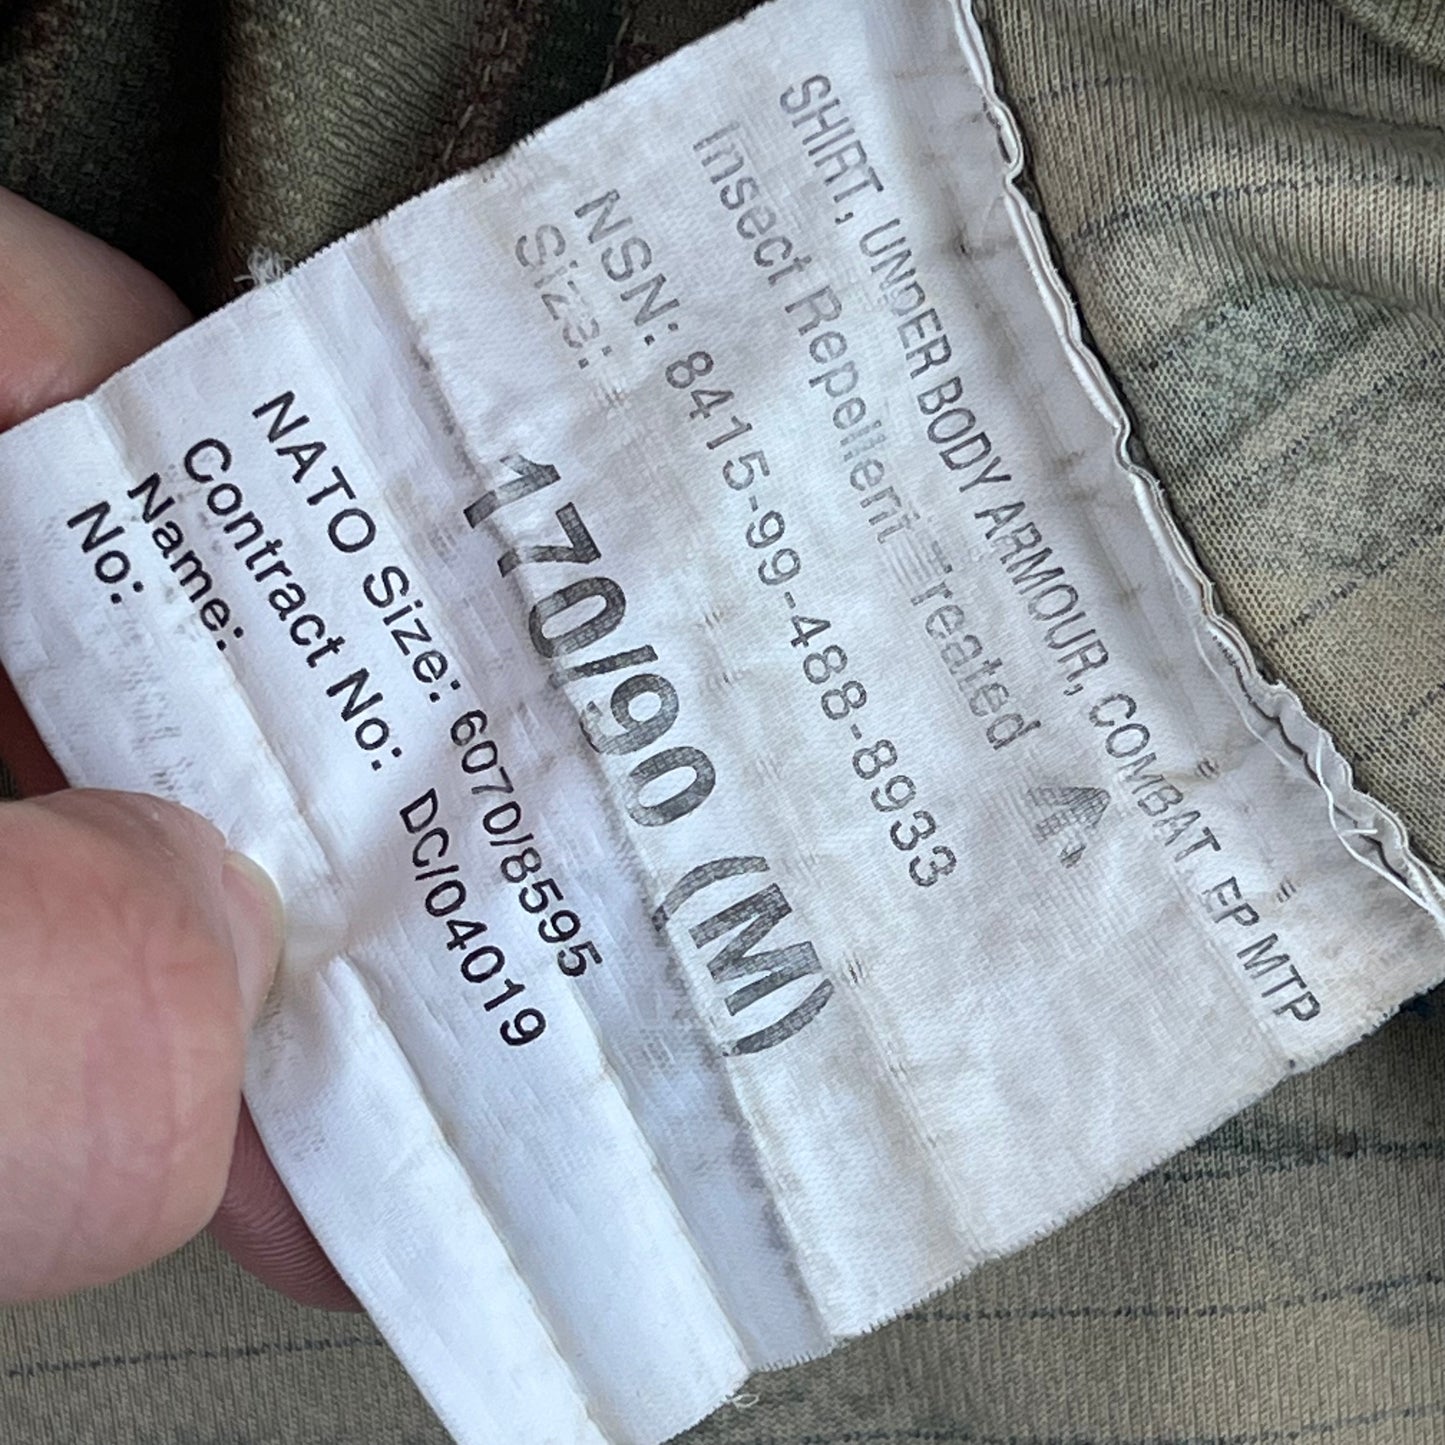 SHIRT, UNDER BODY ARMOUR, COMBAT EP MTP
Insect Repellent Treated A
NSN: 8415-99-488-8933
Size:
170/90 (M)
NATO Size: 6070/8595
Contract No: DC/04019
Name:
No: